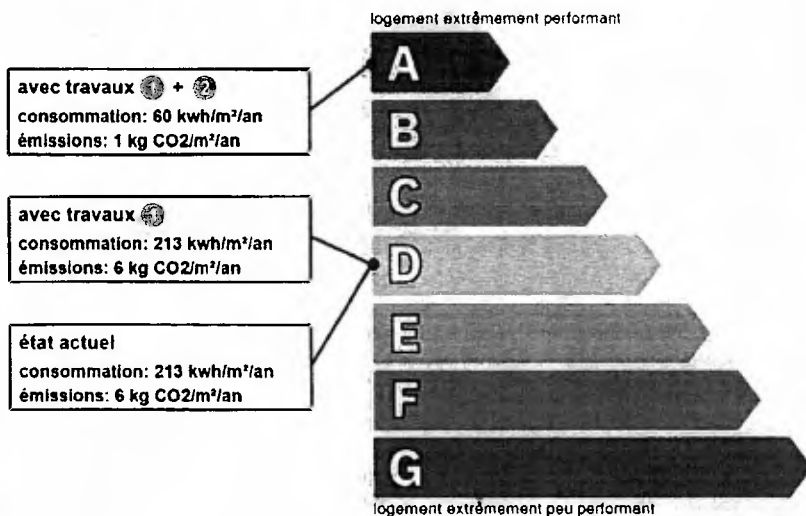 logement extrêmement performant
A
avec travaux 1 + 2
consommation: 60 kwh/m²/an
émissions: 1 kg CO2/m²/an
B
C
avec travaux 1
consommation: 213 kwh/m²/an
émissions: 6 kg CO2/m²/an
D
E
état actuel
consommation: 213 kwh/m²/an
émissions: 6 kg CO2/m²/an
F
G
logement extrêmement peu performant